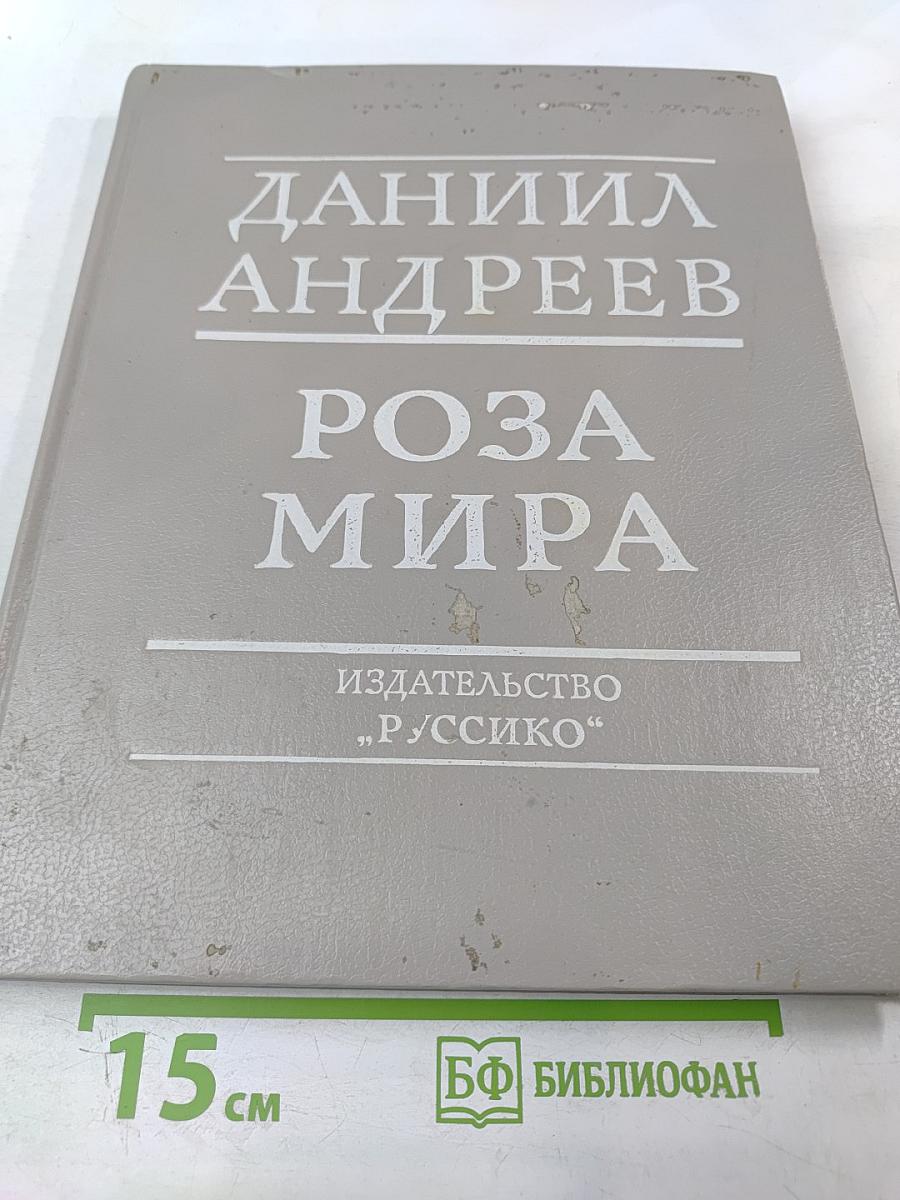 ДАНИИЛ
АНДРЕЕВ
РОЗА
МИРА
ИЗДАТЕЛЬСТВО
„РУССИКО“
15 см
БФ БИБЛИОФАН